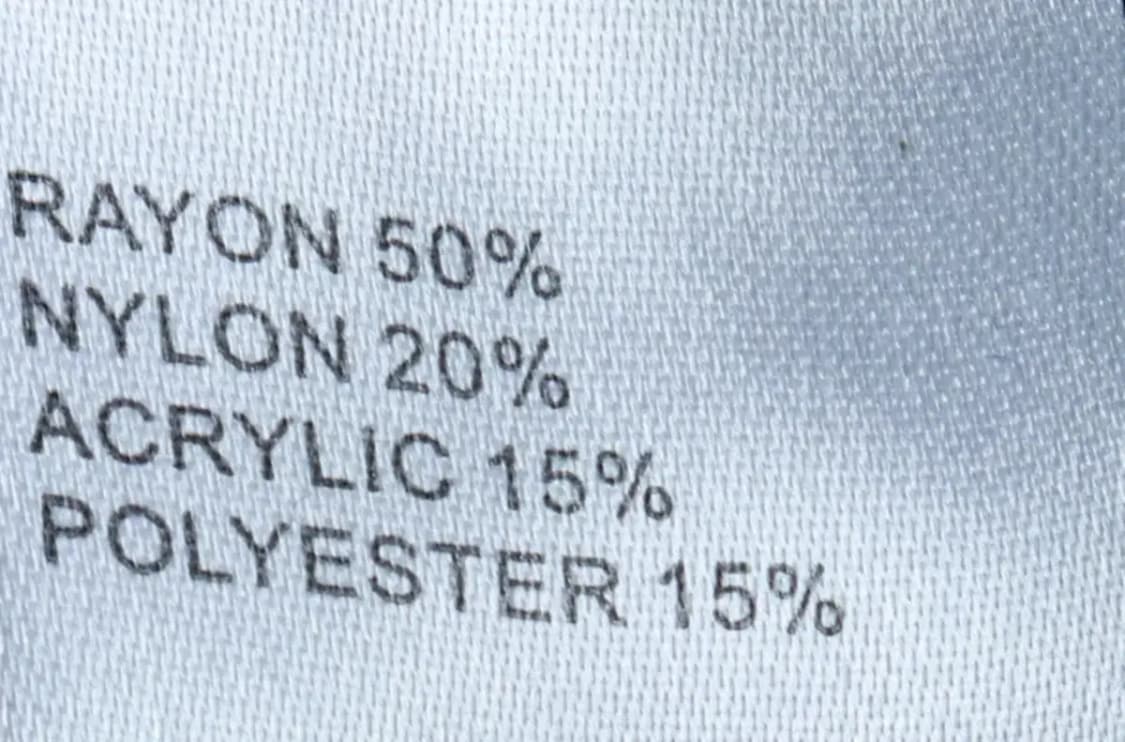 RAYON 50%
NYLON 20%
ACRYLIC 15%
POLYESTER 15%